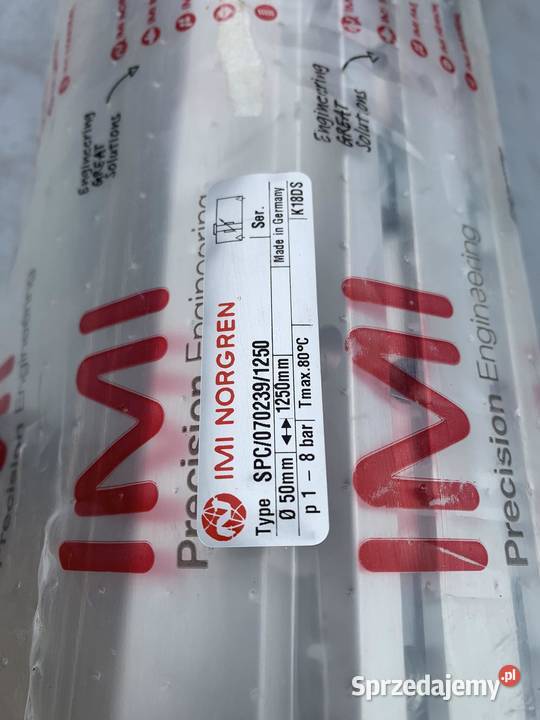 Engineering
GREAT
Solutions
Engineering
GREAT
Solutions
IMI
Precision Engineering
IMI NORGREN
Type SPC/070239/1250 Ser.
Ø 50mm 1250mm Made in Germany
p 1 - 8 bar Tmax.80°C K18DS
IMI
Precision Engineering
Sprzedajemy.pl